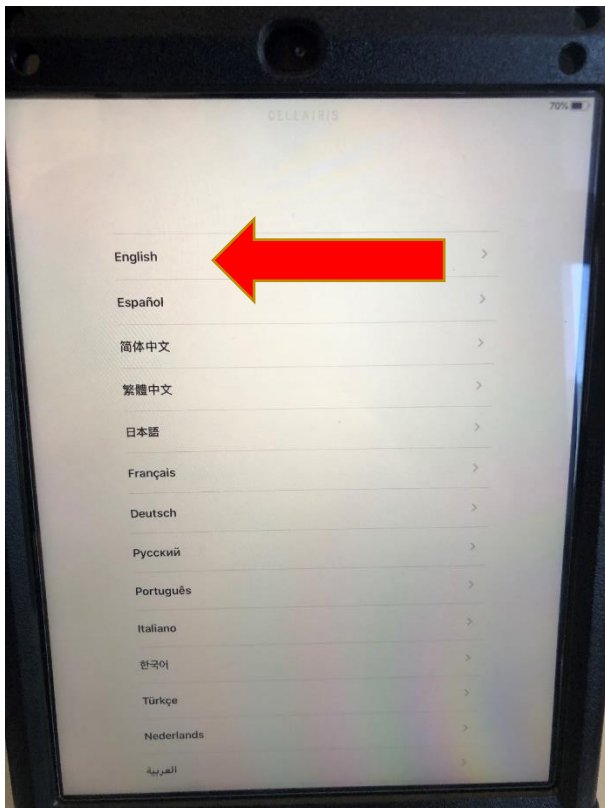 CELLAIRIS
70%
English
Español
简体中文
繁體中文
日本語
Français
Deutsch
Русский
Português
Italiano
한국어
Türkçe
Nederlands
العربية